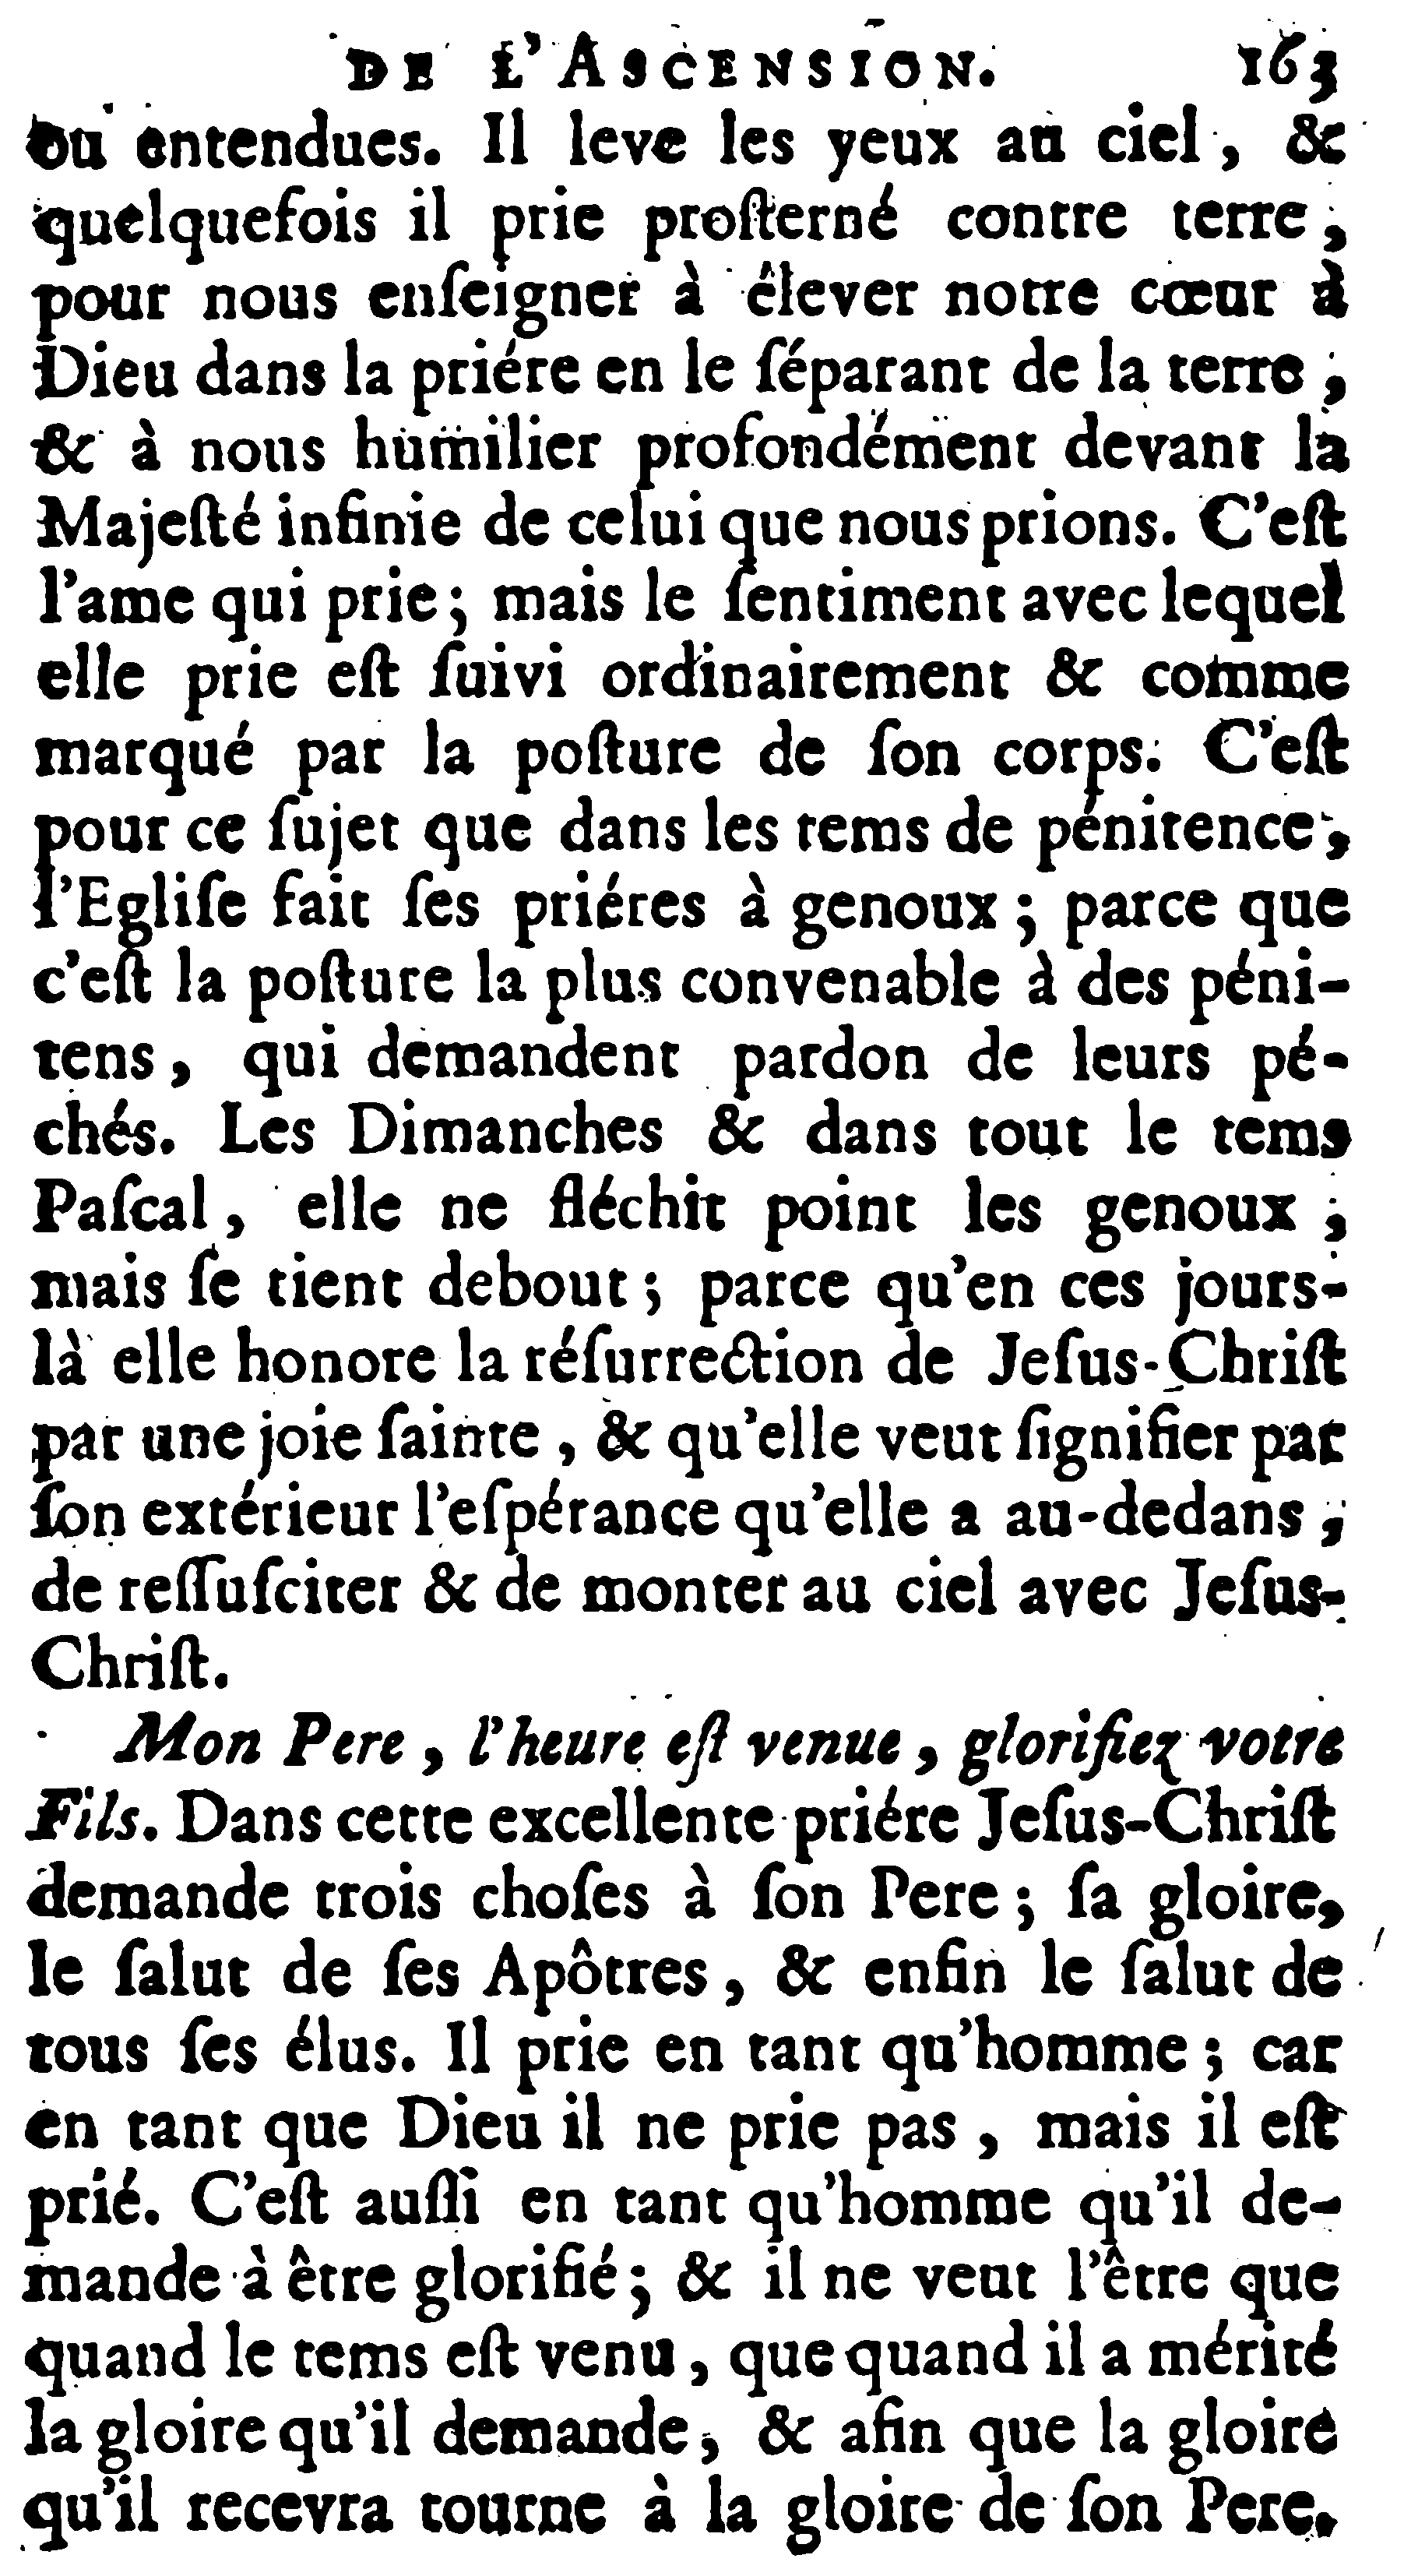 DE L'ASCENSION. 163
ou entendues. Il leve les yeux au ciel, &
quelquefois il prie proſterné contre terre,
pour nous enſeigner à élever notre cœur à
Dieu dans la priére en le ſéparant de la terre,
& à nous humilier profondément devant la
Majeſté infinie de celui que nous prions. C'eſt
l'ame qui prie; mais le ſentiment avec lequel
elle prie eſt ſuivi ordinairement & comme
marqué par la poſture de ſon corps. C'eſt
pour ce ſujet que dans les tems de pénitence,
l'Egliſe fait ſes priéres à genoux; parce que
c'eſt la poſture la plus convenable à des péni-
tens, qui demandent pardon de leurs pé-
chés. Les Dimanches & dans tout le tems
Paſcal, elle ne fléchit point les genoux,
mais ſe tient debout; parce qu'en ces jours-
là elle honore la réſurrection de Jeſus-Chriſt
par une joie ſainte, & qu'elle veut ſignifier par
ſon extérieur l'eſpérance qu'elle a au-dedans,
de reſſuſciter & de monter au ciel avec Jeſus-
Chriſt.
Mon Pere, l'heure eſt venue, glorifiez votre
Fils. Dans cette excellente priére Jeſus-Chriſt
demande trois choſes à ſon Pere; ſa gloire,
le ſalut de ſes Apôtres, & enfin le ſalut de
tous ſes élus. Il prie en tant qu'homme; car
en tant que Dieu il ne prie pas, mais il eſt
prié. C'eſt auſſi en tant qu'homme qu'il de-
mande à être glorifié; & il ne veut l'être que
quand le tems eſt venu, que quand il a mérité
la gloire qu'il demande, & afin que la gloire
qu'il recevra tourne à la gloire de ſon Pere.